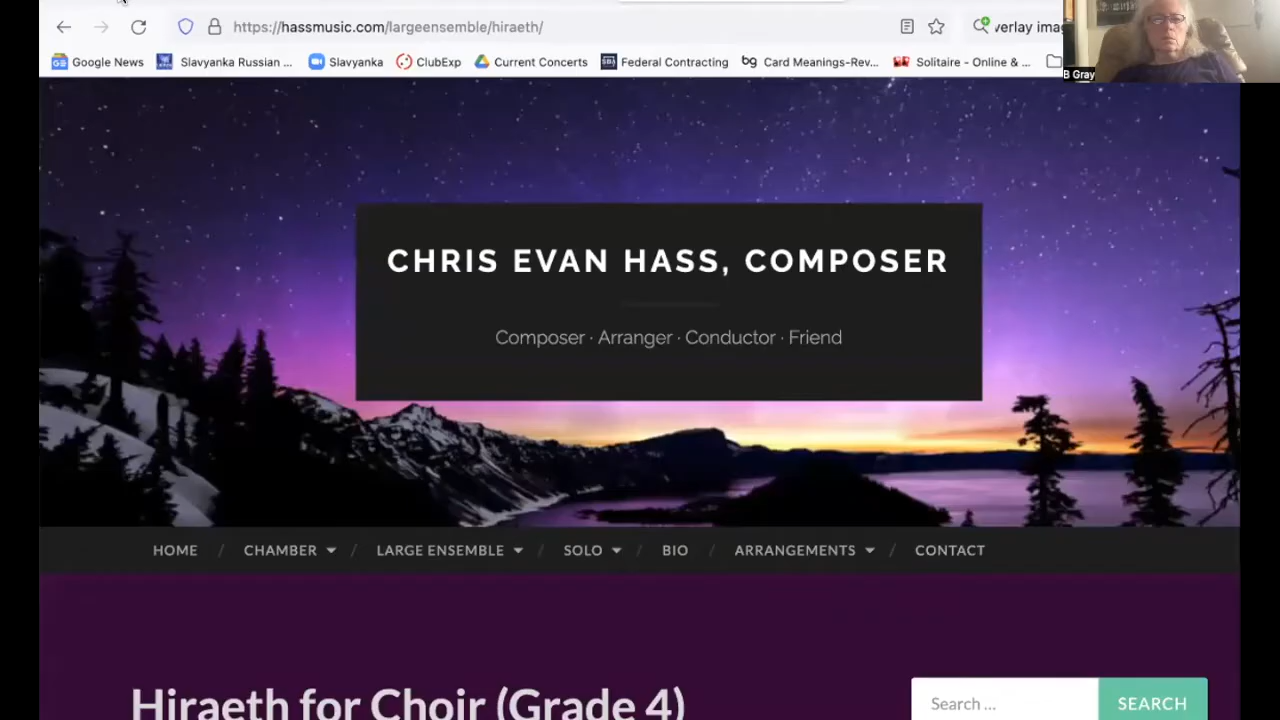 https://hassmusic.com/largeensemble/hiraeth/
verlay imag
Google News Slavyanka Russian ... Slavyanka ClubExp Current Concerts Federal Contracting Card Meanings-Rev... Solitaire - Online & ...
B Gray
CHRIS EVAN HASS, COMPOSER
Composer · Arranger · Conductor · Friend
HOME / CHAMBER / LARGE ENSEMBLE / SOLO / BIO / ARRANGEMENTS / CONTACT
Hiraeth for Choir (Grade 4)
Search ... SEARCH